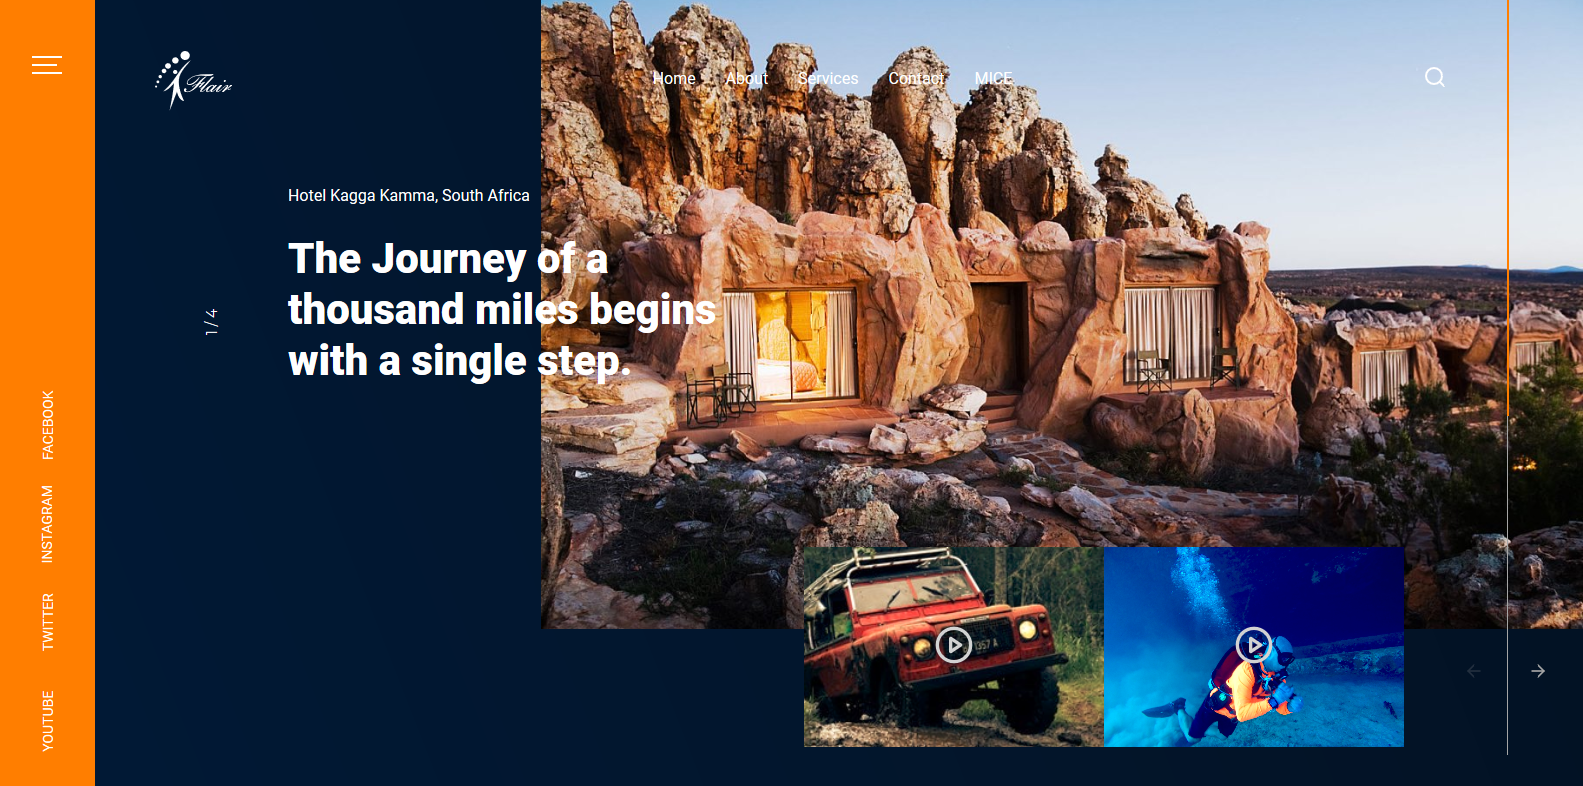 Flair
Home About Services Contact MICE
Hotel Kagga Kamma, South Africa
The Journey of a
thousand miles begins
with a single step.
1 / 4
FACEBOOK
INSTAGRAM
TWITTER
YOUTUBE